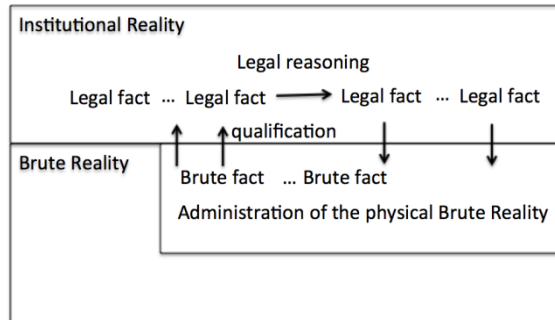 Institutional Reality
Legal reasoning
Legal fact ... Legal fact Legal fact ... Legal fact
qualification
Brute Reality
Brute fact ... Brute fact
Administration of the physical Brute Reality